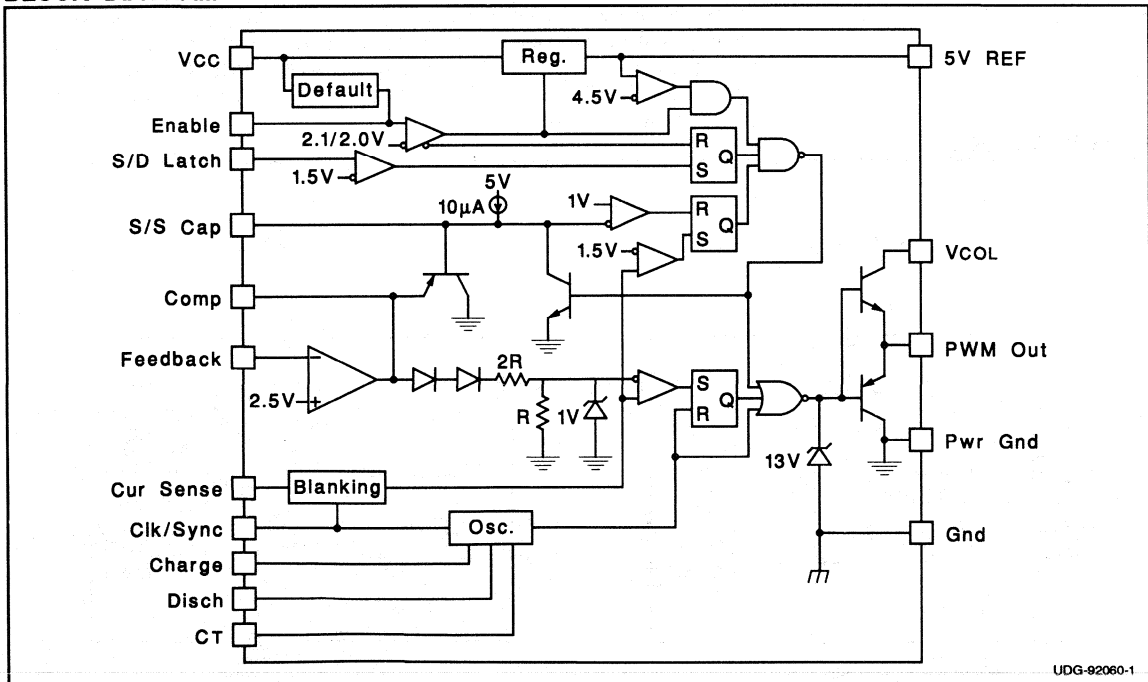 Vcc
Reg.
5V REF
Default
4.5V
Enable
2.1/2.0V
R
S
Q
S/D Latch
1.5V
5V
10µA
1V
R
S
Q
S/S Cap
1.5V
VCOL
Comp
Feedback
2R
PWM Out
2.5V
R
1V
S
R
Q
Pwr Gnd
13V
Cur Sense
Blanking
Clk/Sync
Osc.
Gnd
Charge
Disch
CT
UDG-92060-1